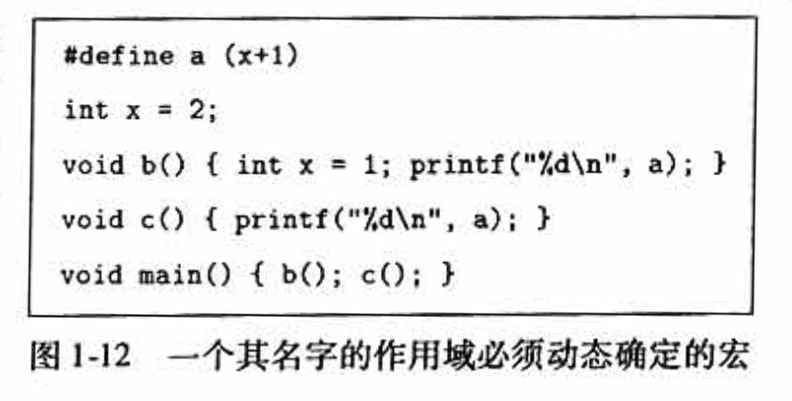 #define a (x+1)
int x = 2;
void b() { int x = 1; printf("%d\n", a); }
void c() { printf("%d\n", a); }
void main() { b(); c(); }
图 1-12 一个其名字的作用域必须动态确定的宏